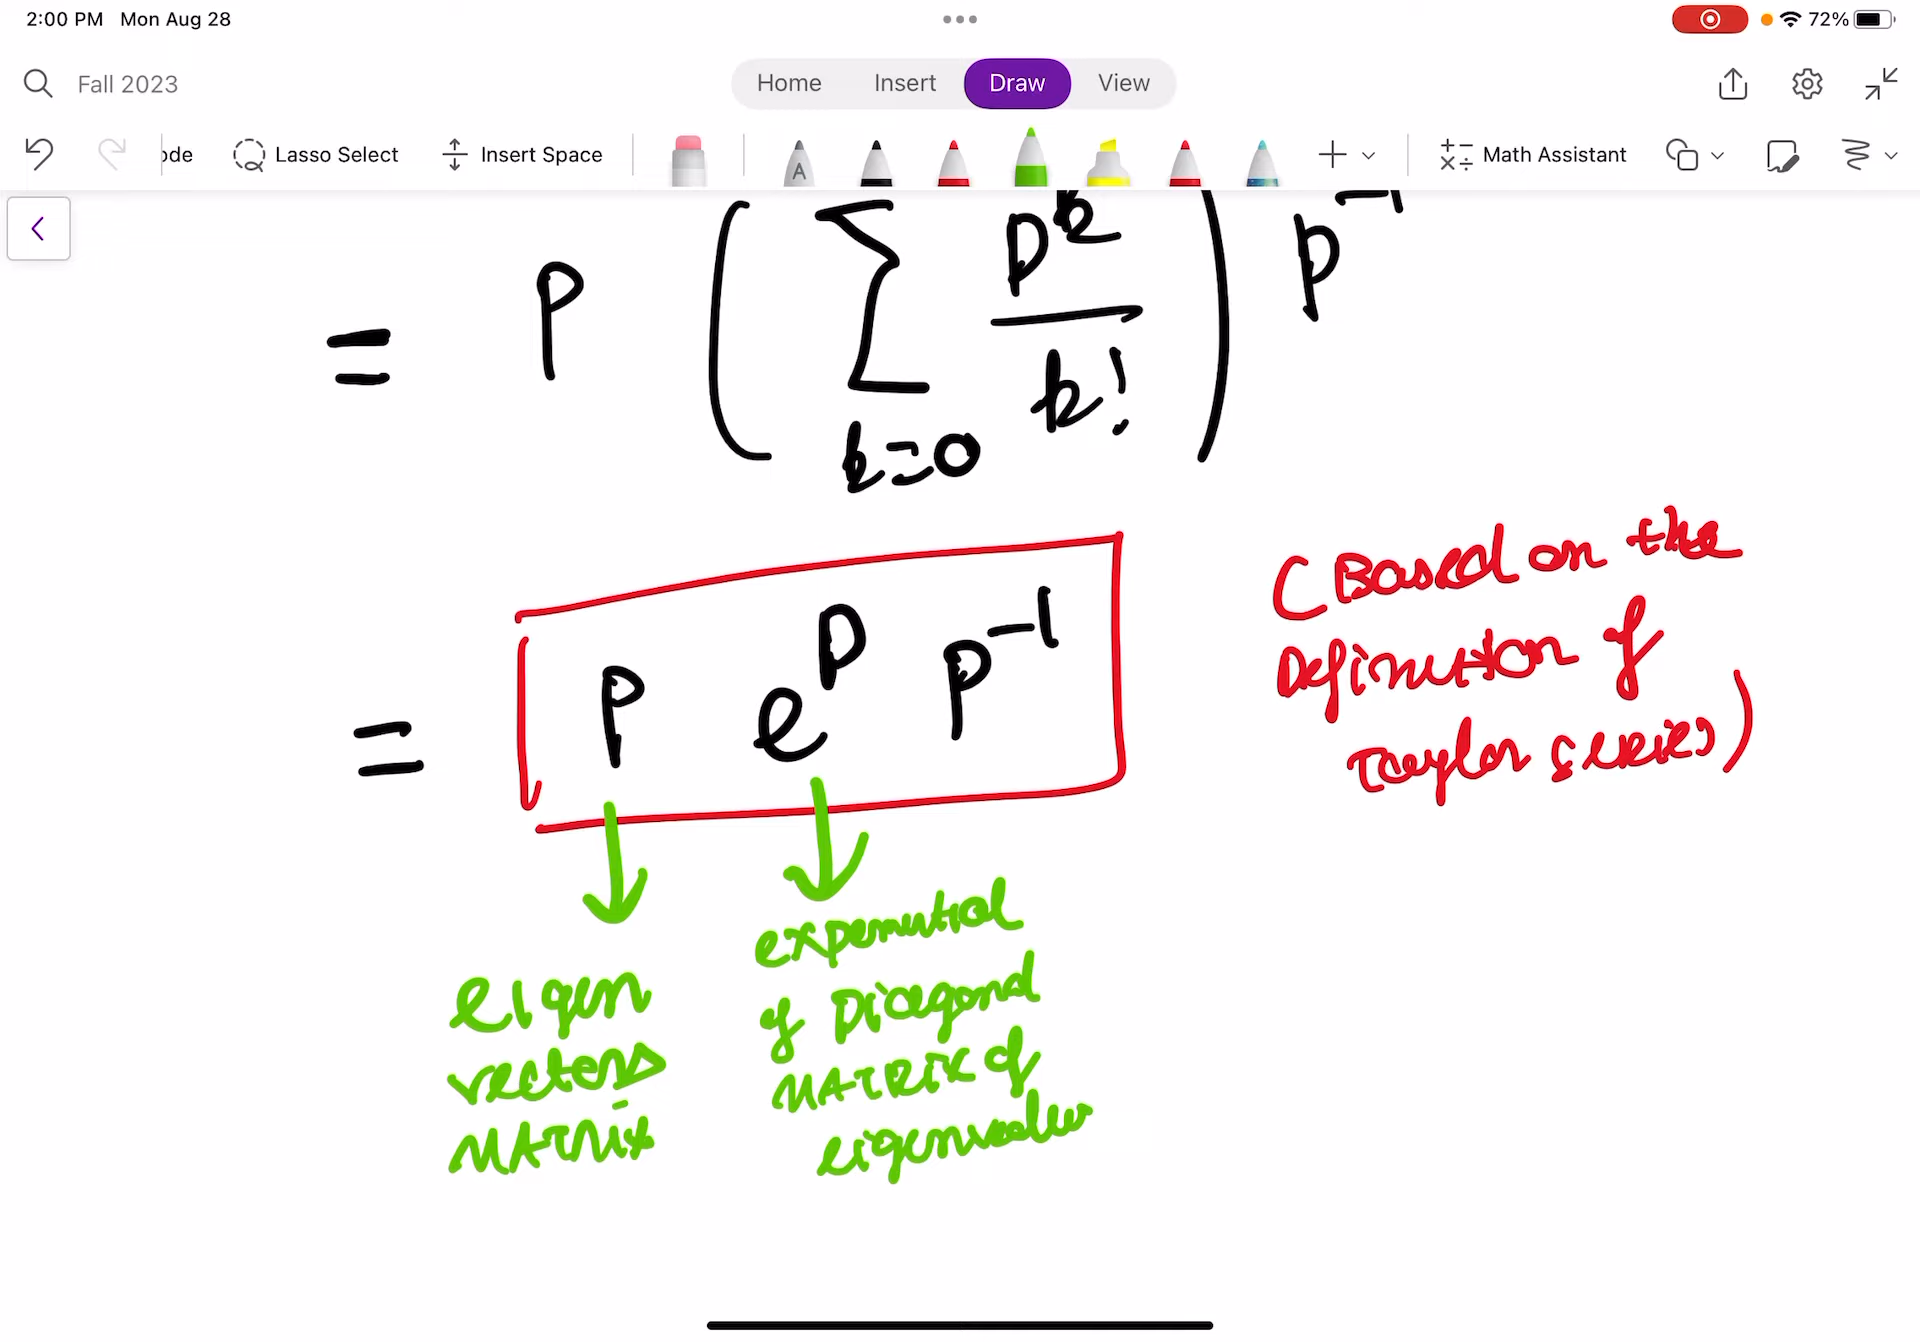 2:00 PM Mon Aug 28
72%
Fall 2023
Home Insert Draw View
ode Lasso Select Insert Space A Math Assistant
= P ( Σ D^k / k! ) P^-1
k=0
(Based on the
Definition of
Taylor series)
= P e^D P^-1
eigen
vectors
MATRIX
exponential
of Diagonal
MATRIX of
eigenvalues